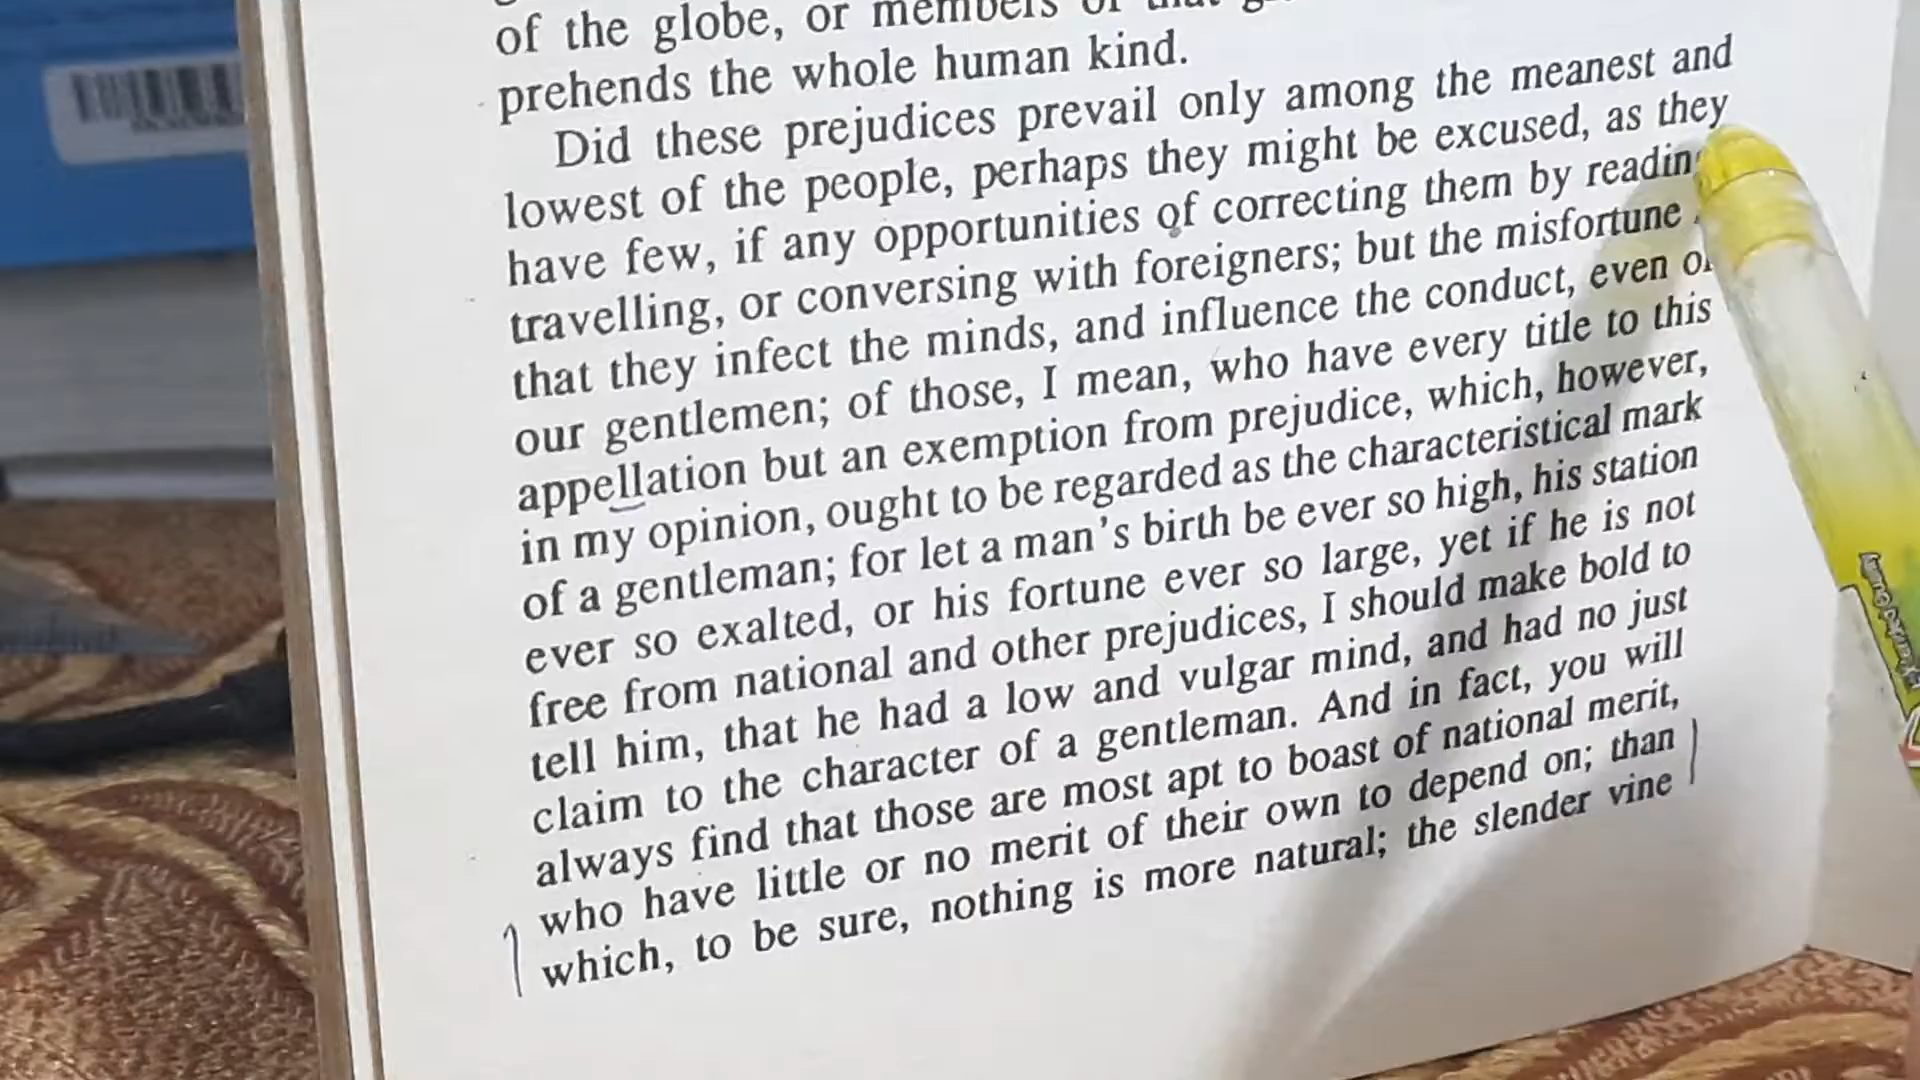 of the globe, or members of that
prehends the whole human kind.
Did these prejudices prevail only among the meanest and
lowest of the people, perhaps they might be excused, as they
have few, if any opportunities of correcting them by reading
travelling, or conversing with foreigners; but the misfortune
that they infect the minds, and influence the conduct, even of
our gentlemen; of those, I mean, who have every title to this
appellation but an exemption from prejudice, which, however,
in my opinion, ought to be regarded as the characteristical mark
of a gentleman; for let a man's birth be ever so high, his station
ever so exalted, or his fortune ever so large, yet if he is not
free from national and other prejudices, I should make bold to
tell him, that he had a low and vulgar mind, and had no just
claim to the character of a gentleman. And in fact, you will
always find that those are most apt to boast of national merit,
who have little or no merit of their own to depend on; than
which, to be sure, nothing is more natural; the slender vine